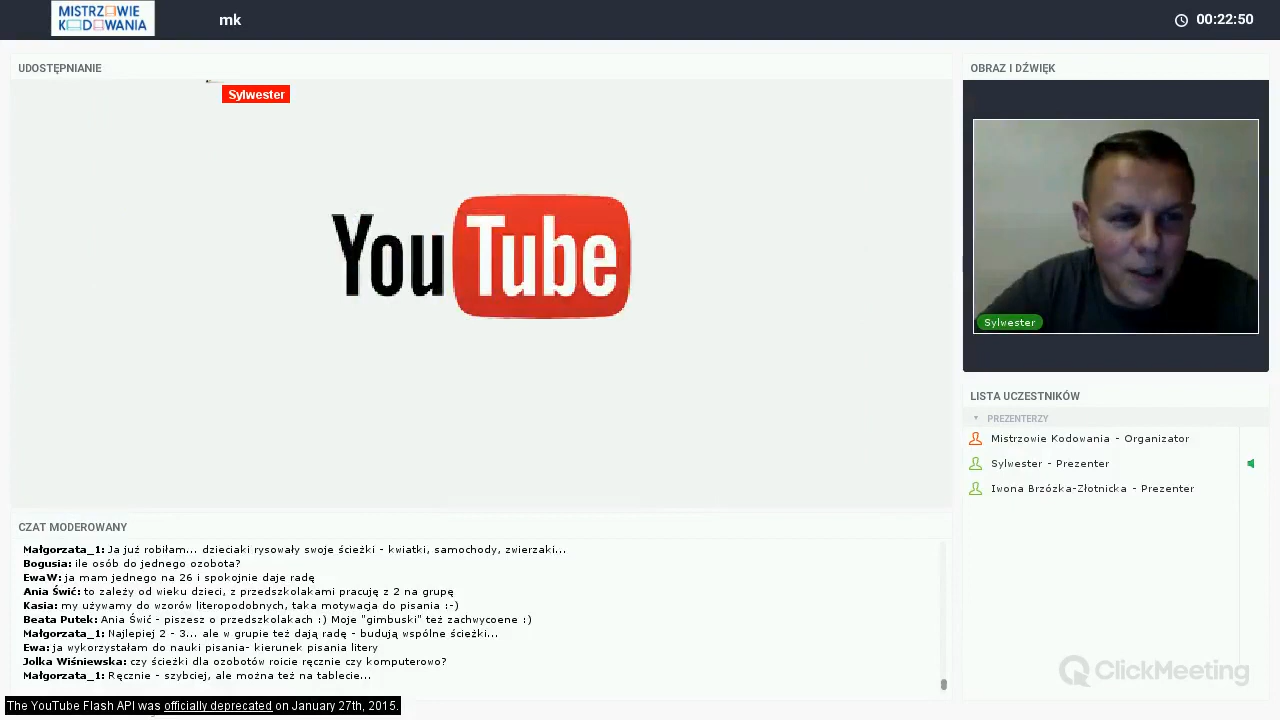 MISTRZOWIE
KODOWANIA
mk
00:22:50
UDOSTĘPNIANIE
Sylwester
YouTube
OBRAZ I DŹWIĘK
Sylwester
LISTA UCZESTNIKÓW
PREZENTERZY
Mistrzowie Kodowania - Organizator
Sylwester - Prezenter
Iwona Brzózka-Złotnicka - Prezenter
CZAT MODEROWANY
Małgorzata_1: Ja już robiłam... dzieciaki rysowały swoje ścieżki - kwiatki, samochody, zwierzaki...
Bogusia: ile osób do jednego ozobota?
EwaW: ja mam jednego na 26 i spokojnie daje radę
Ania Świć: to zależy od wieku dzieci, z przedszkolakami pracuję z 2 na grupę
Kasia: my używamy do wzorów literopodobnych, taka motywacja do pisania :-)
Beata Putek: Ania Świć - piszesz o przedszkolakach :) Moje "gimbuski" też zachwycoene :)
Małgorzata_1: Najlepiej 2 - 3... ale w grupie też dają radę - budują wspólne ścieżki...
Ewa: ja wykorzystałam do nauki pisania- kierunek pisania litery
Jolka Wiśniewska: czy ścieżki dla ozobotów roicie ręcznie czy komputerowo?
Małgorzata_1: Ręcznie - szybciej, ale można też na tablecie...
ClickMeeting
The YouTube Flash API was officially deprecated on January 27th, 2015.